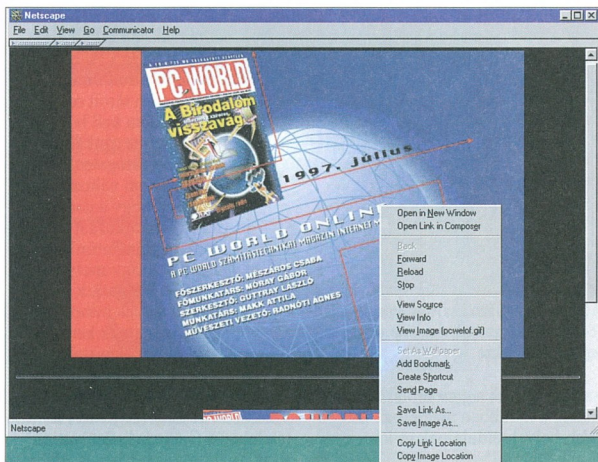 Netscape
File Edit View Go Communicator Help
PC WORLD
A Birodalom
visszavág
1997. július
PC WORLD ONLINE
A PC WORLD SZÁMÍTÁSTECHNIKAI MAGAZIN INTERNET
FŐSZERKESZTŐ: MÉSZÁROS CSABA
FŐMUNKATÁRS: MÓRAY GÁBOR
SZERKESZTŐ: GUTTRAY LÁSZLÓ
MUNKATÁRS: MAKK ATTILA
MŰVÉSZETI VEZETŐ: RADNÓTI ÁGNES
Open in New Window
Open Link in Composer
Back
Forward
Reload
Stop
View Source
View Info
View Image (pcwelof.gif)
Set As Wallpaper
Add Bookmark
Create Shortcut
Send Page
Save Link As...
Save Image As...
Copy Link Location
Copy Image Location
Netscape